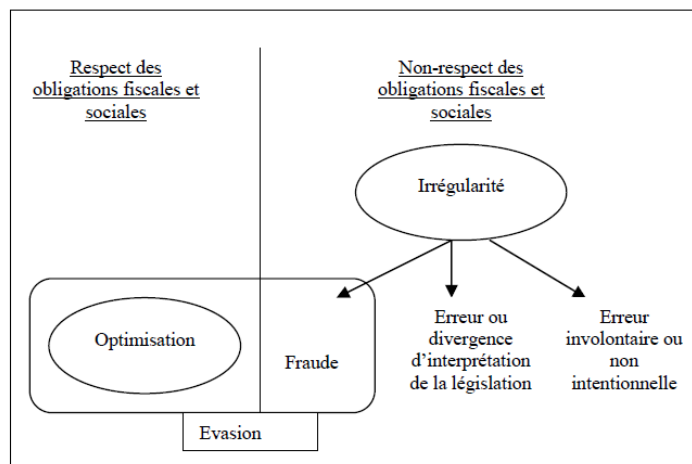 Respect des
obligations fiscales et
sociales
Non-respect des
obligations fiscales et
sociales
Irrégularité
Optimisation
Fraude
Erreur ou
divergence
d’interprétation
de la législation
Erreur
involontaire ou
non
intentionnelle
Evasion